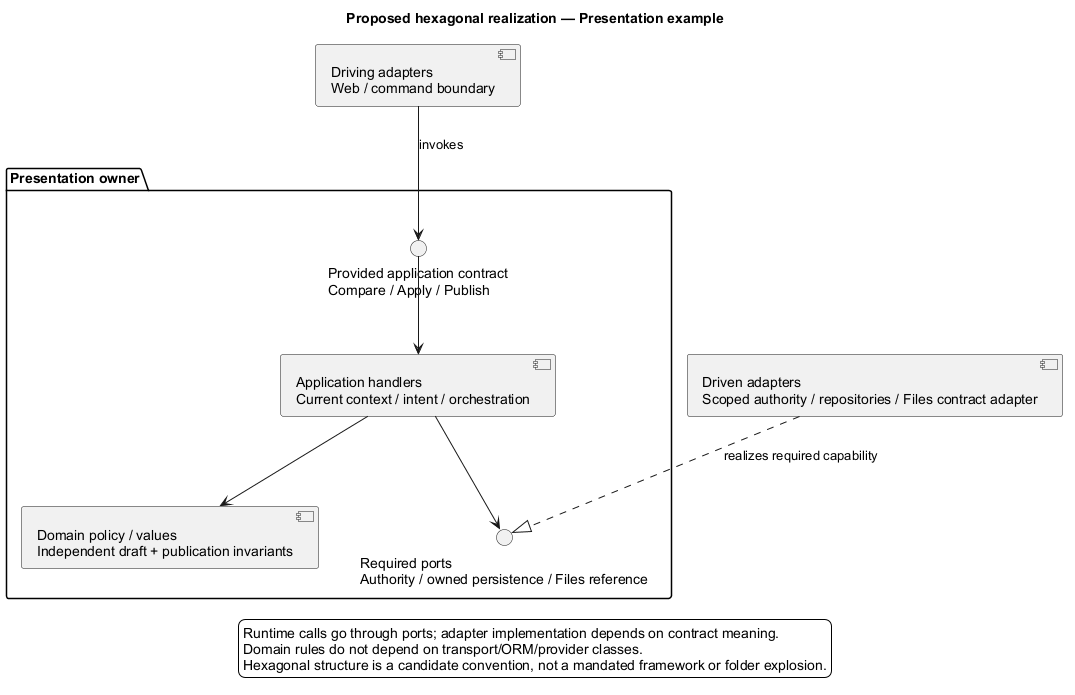 Proposed hexagonal realization — Presentation example
Driving adapters
Web / command boundary
invokes
Presentation owner
Provided application contract
Compare / Apply / Publish
Application handlers
Current context / intent / orchestration
Driven adapters
Scoped authority / repositories / Files contract adapter
realizes required capability
Domain policy / values
Independent draft + publication invariants
Required ports
Authority / owned persistence / Files reference
Runtime calls go through ports; adapter implementation depends on contract meaning.
Domain rules do not depend on transport/ORM/provider classes.
Hexagonal structure is a candidate convention, not a mandated framework or folder explosion.